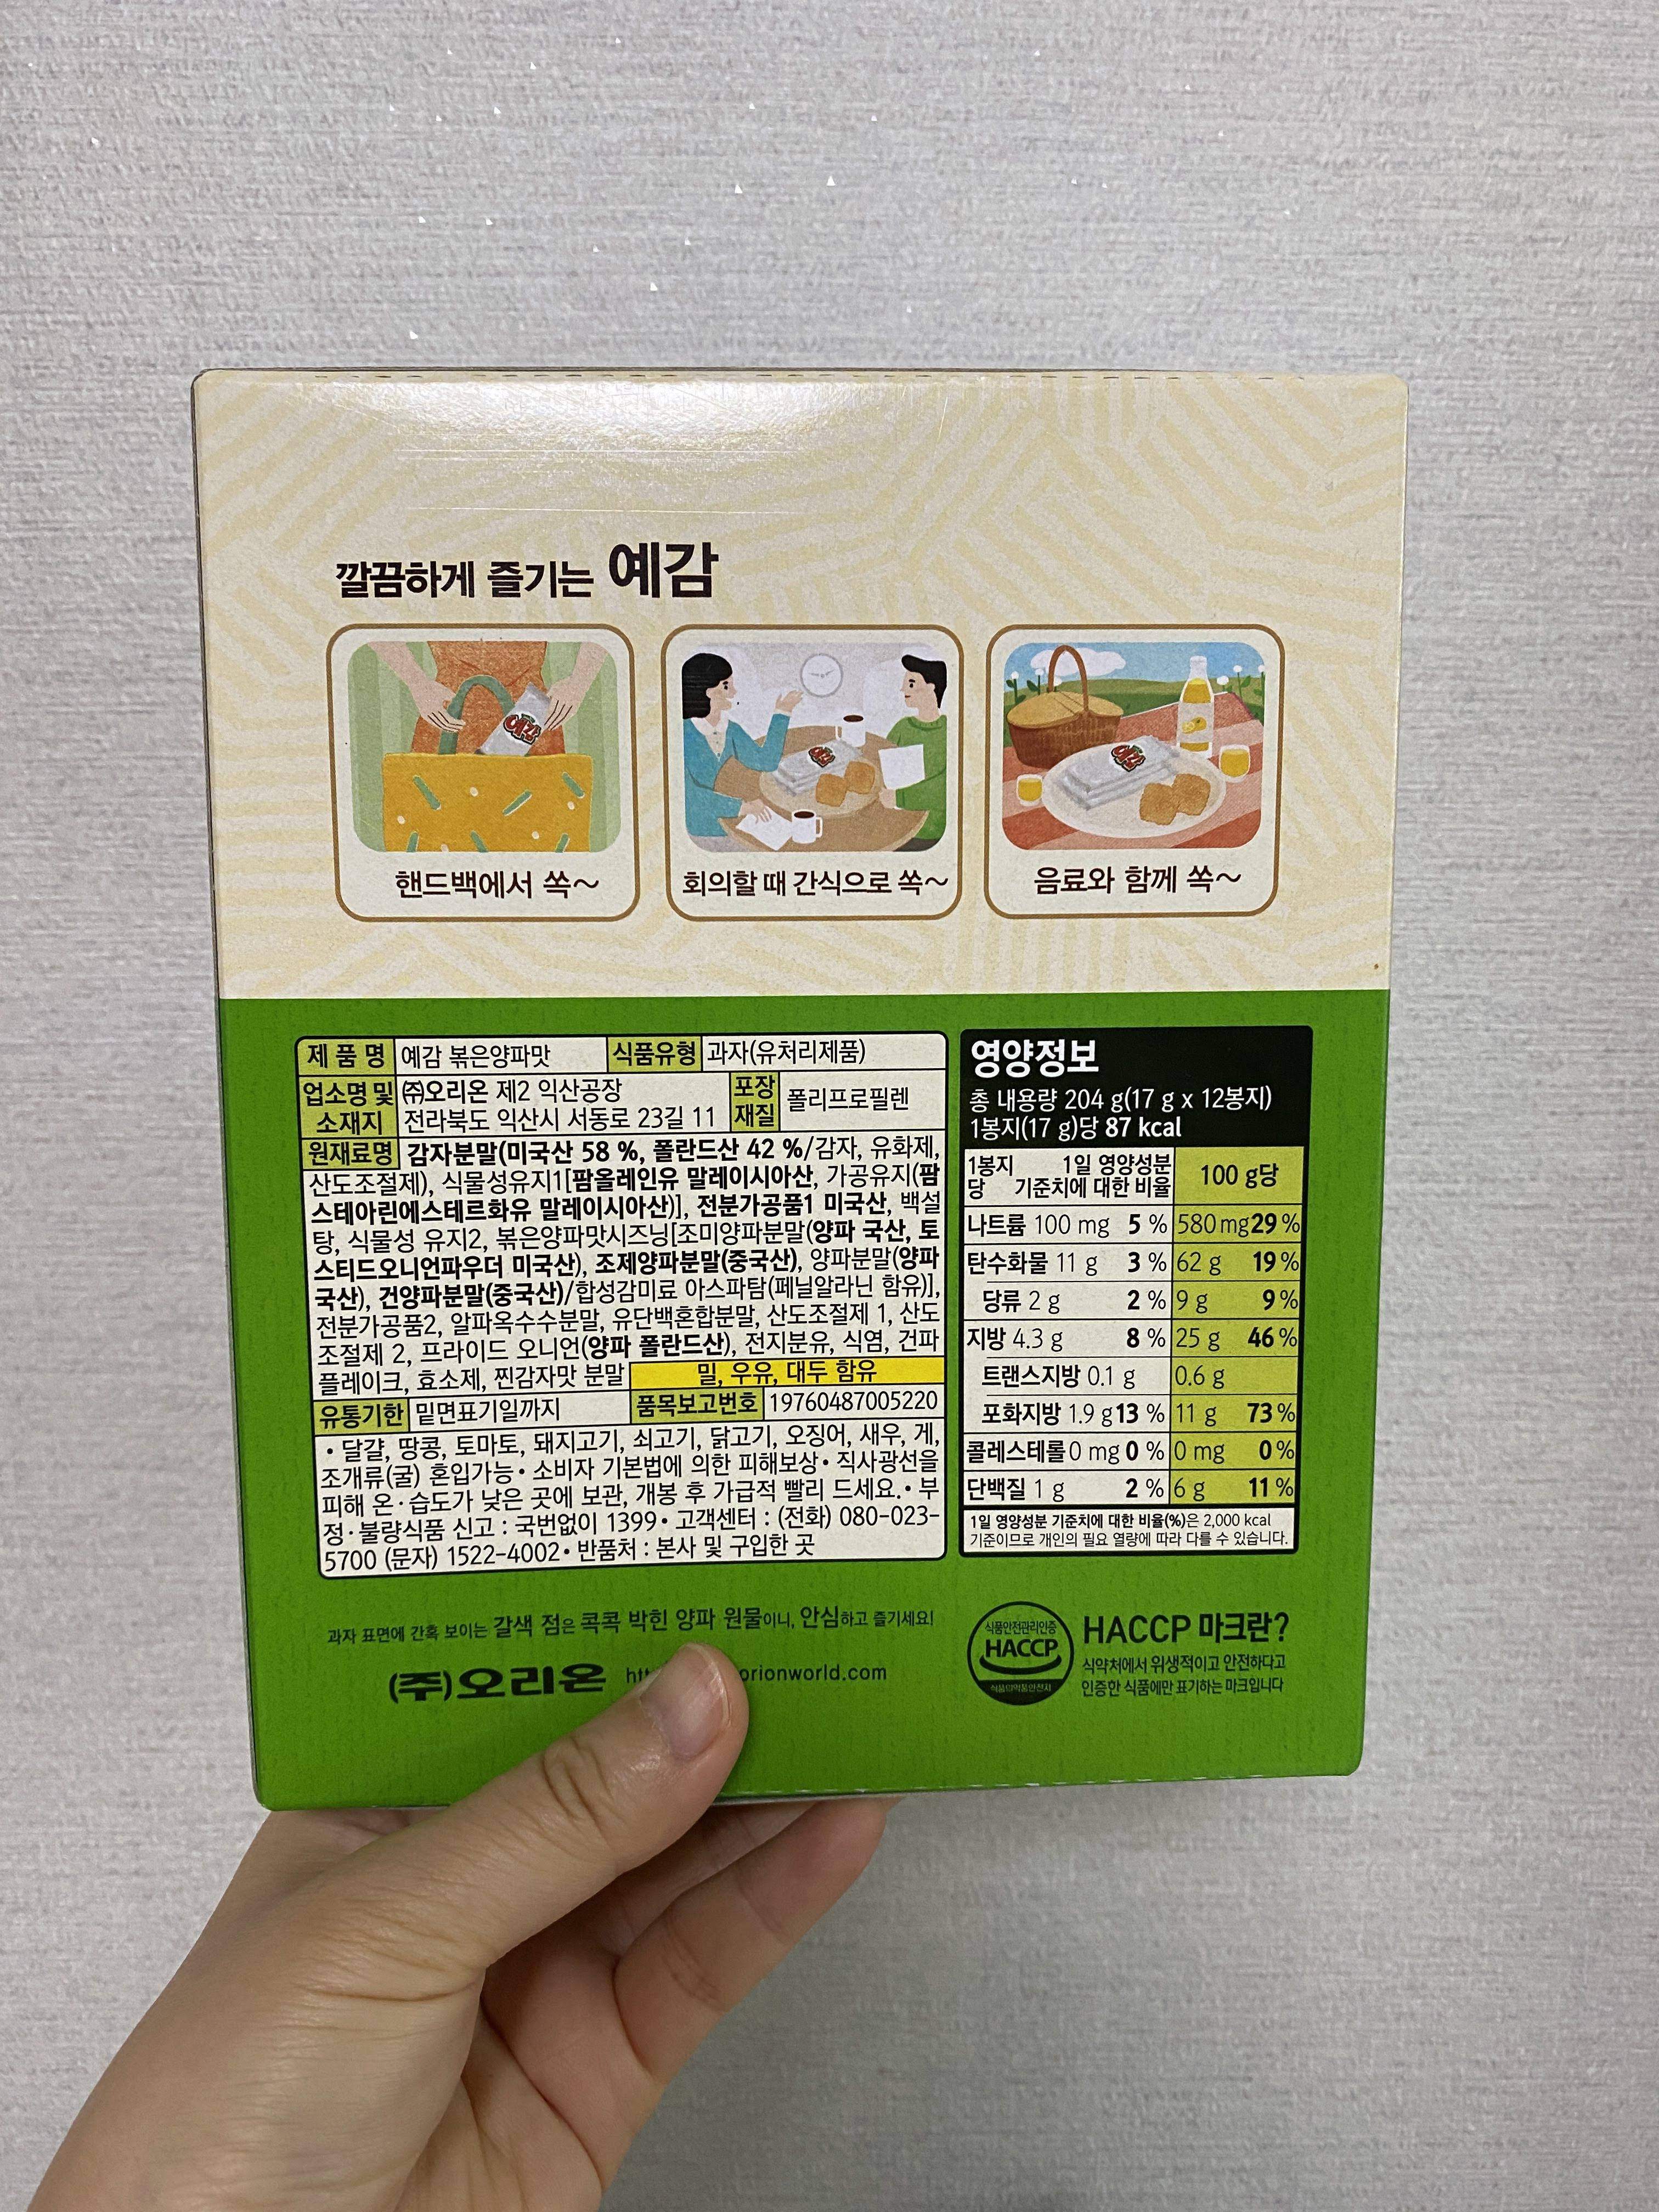 깔끔하게 즐기는 예감
예감
예감
예감
핸드백에서 쏙~
회의할 때 간식으로 쏙~
음료와 함께 쏙~
제 품 명 예감 볶은양파맛 식품유형 과자(유처리제품)
업소명 및 소재지 ㈜오리온 제2 익산공장
전라북도 익산시 서동로 23길 11
포장재질 폴리프로필렌
원재료명 감자분말(미국산 58 %, 폴란드산 42 %/감자, 유화제,
산도조절제), 식물성유지1[팜올레인유 말레이시아산, 가공유지(팜
스테아린에스테르화유 말레이시아산)], 전분가공품1 미국산, 백설
탕, 식물성 유지2, 볶은양파맛시즈닝[조미양파분말(양파 국산, 토
스티드오니언파우더 미국산), 조제양파분말(중국산), 양파분말(양파
국산), 건양파분말(중국산)/합성감미료 아스파탐(페닐알라닌 함유)],
전분가공품2, 알파옥수수분말, 유단백혼합분말, 산도조절제 1, 산도
조절제 2, 프라이드 오니언(양파 폴란드산), 전지분유, 식염, 건파
플레이크, 효소제, 찐감자맛 분말 밀, 우유, 대두 함유
유통기한 밑면표기일까지 품목보고번호 19760487005220
• 달걀, 땅콩, 토마토, 돼지고기, 쇠고기, 닭고기, 오징어, 새우, 게,
조개류(굴) 혼입가능• 소비자 기본법에 의한 피해보상• 직사광선을
피해 온·습도가 낮은 곳에 보관, 개봉 후 가급적 빨리 드세요.• 부
정·불량식품 신고 : 국번없이 1399• 고객센터 : (전화) 080-023-
5700 (문자) 1522-4002• 반품처 : 본사 및 구입한 곳
영양정보
총 내용량 204 g(17 g x 12봉지)
1봉지(17 g)당 87 kcal
1봉지당 1일 영양성분 기준치에 대한 비율 100 g당
나트륨 100 mg 5 % 580 mg 29 %
탄수화물 11 g 3 % 62 g 19 %
당류 2 g 2 % 9 g 9 %
지방 4.3 g 8 % 25 g 46 %
트랜스지방 0.1 g 0.6 g
포화지방 1.9 g 13 % 11 g 73 %
콜레스테롤 0 mg 0 % 0 mg 0 %
단백질 1 g 2 % 6 g 11 %
1일 영양성분 기준치에 대한 비율(%)은 2,000 kcal
기준이므로 개인의 필요 열량에 따라 다를 수 있습니다.
과자 표면에 간혹 보이는 갈색 점은 콕콕 박힌 양파 원물이니, 안심하고 즐기세요!
(주)오리온 orionworld.com
식품안전관리인증
HACCP
식품의약품안전처
HACCP 마크란?
식약처에서 위생적이고 안전하다고
인증한 식품에만 표기하는 마크입니다